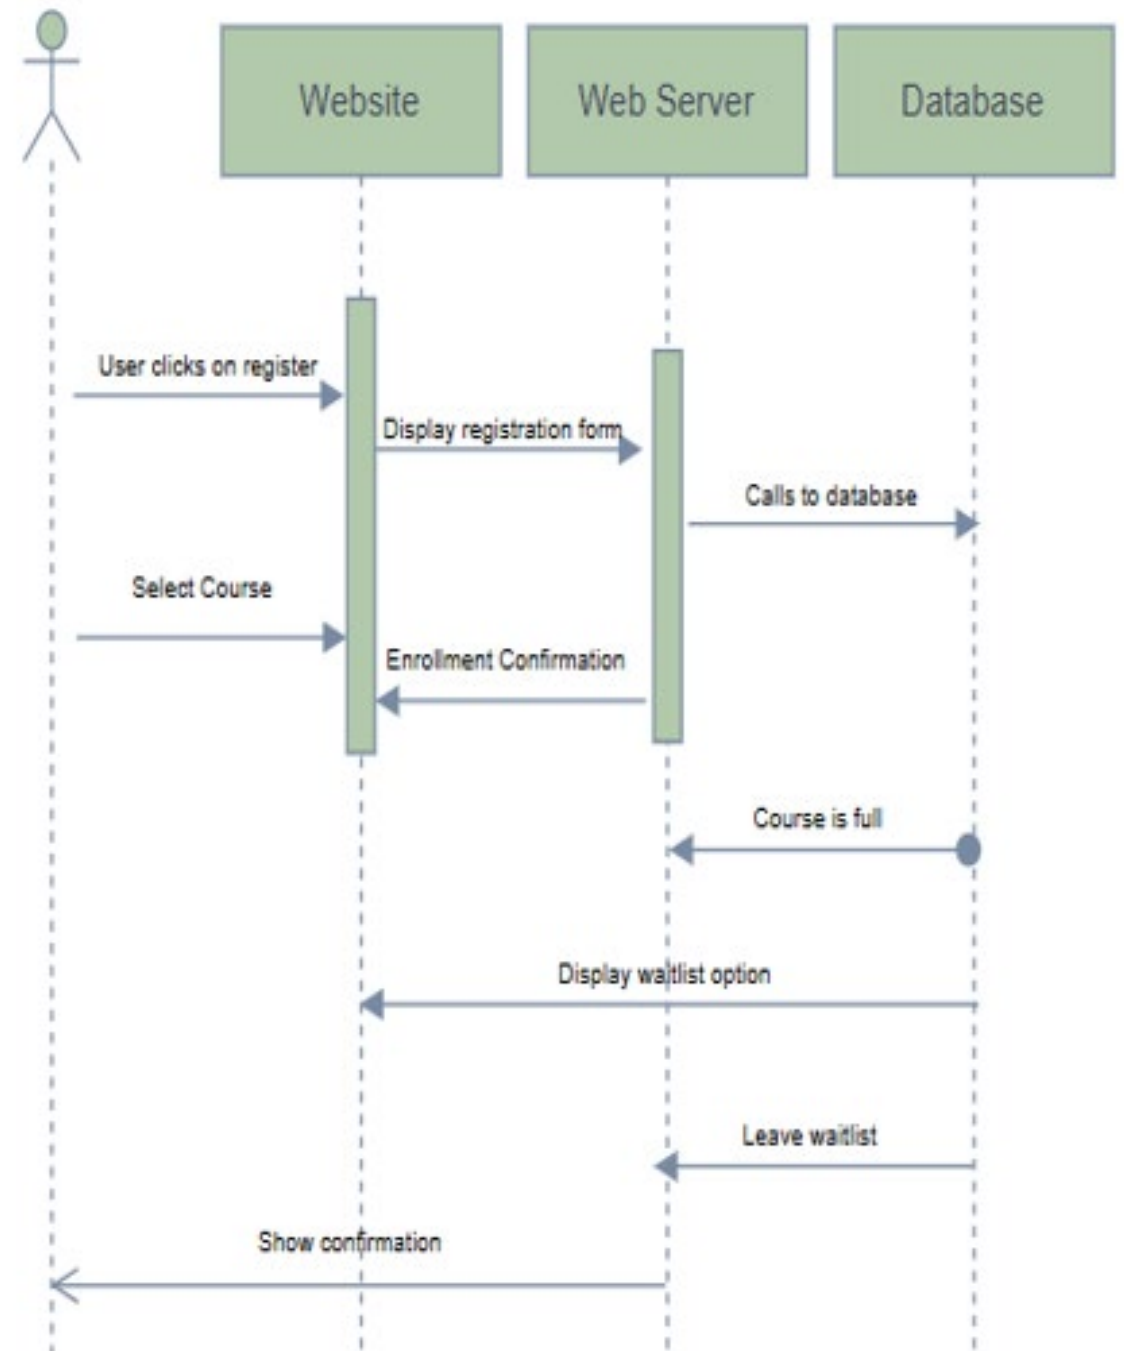 Website
Web Server
Database
User clicks on register
Display registration form
Calls to database
Select Course
Enrollment Confirmation
Course is full
Display waitlist option
Leave waitlist
Show confirmation